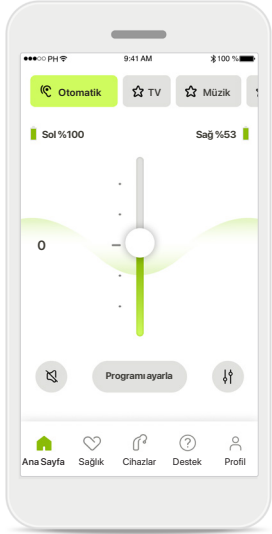 PH 9:41 AM 100 %
Otomatik TV Müzik
Sol %100 Sağ %53
0
Programı ayarla
Ana Sayfa Sağlık Cihazlar Destek Profil